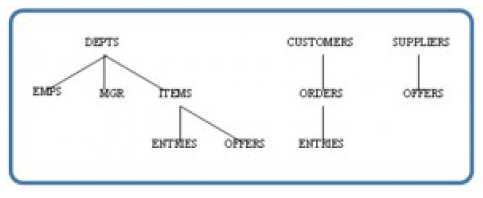 DEPTS CUSTOMERS SUPPLIERS
EMPS MGR ITEMS ORDERS OFFERS
ENTRIES OFFERS ENTRIES